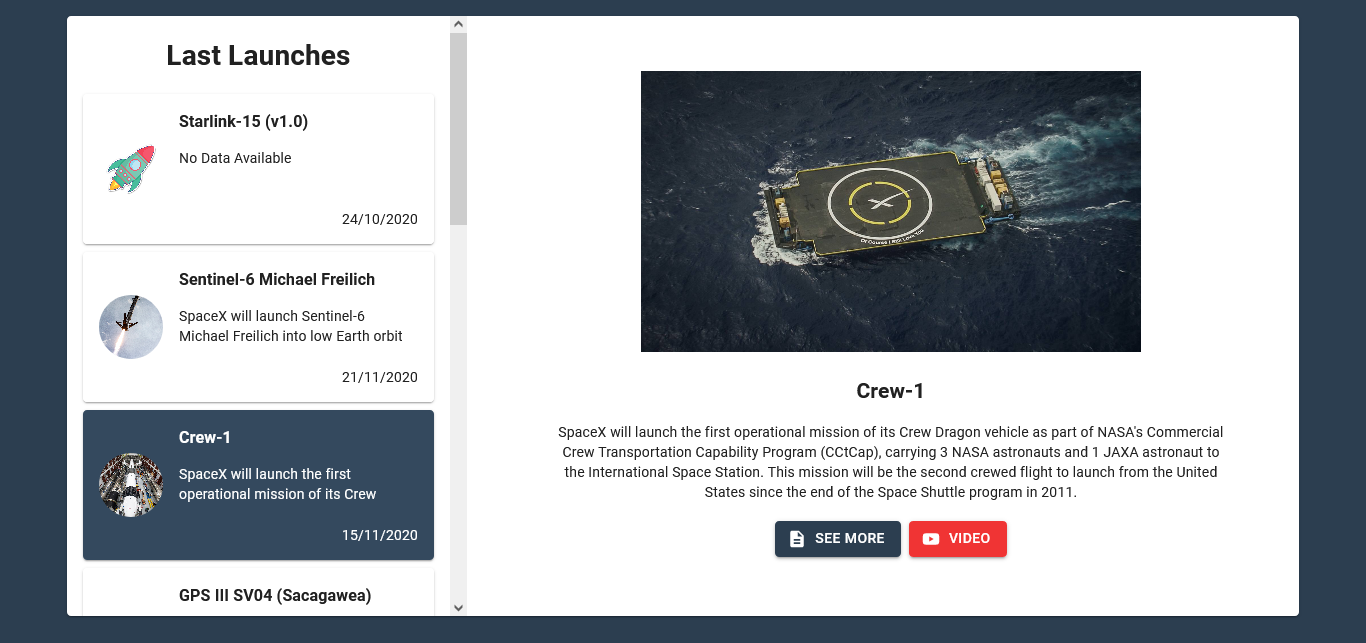 Last Launches
Starlink-15 (v1.0)
No Data Available
24/10/2020
Sentinel-6 Michael Freilich
SpaceX will launch Sentinel-6
Michael Freilich into low Earth orbit
21/11/2020
Crew-1
SpaceX will launch the first
operational mission of its Crew
15/11/2020
GPS III SV04 (Sacagawea)
Of Course I Still Love You
Crew-1
SpaceX will launch the first operational mission of its Crew Dragon vehicle as part of NASA's Commercial
Crew Transportation Capability Program (CCtCap), carrying 3 NASA astronauts and 1 JAXA astronaut to
the International Space Station. This mission will be the second crewed flight to launch from the United
States since the end of the Space Shuttle program in 2011.
SEE MORE
VIDEO